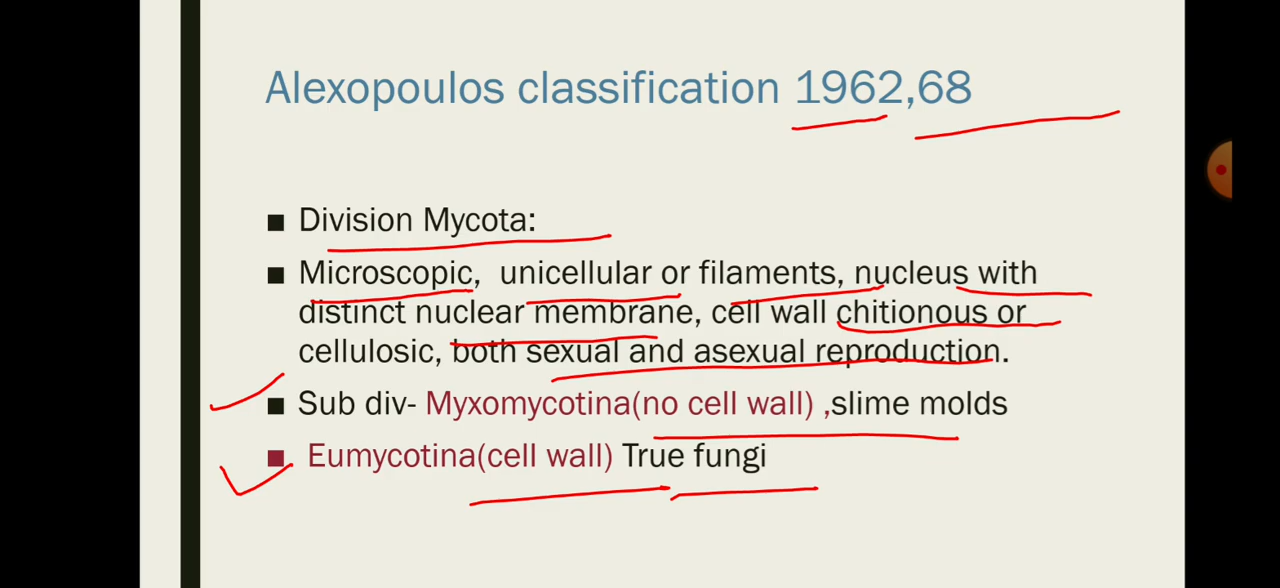 Alexopoulos classification 1962,68
■ Division Mycota:
■ Microscopic, unicellular or filaments, nucleus with
distinct nuclear membrane, cell wall chitionous or
cellulosic, both sexual and asexual reproduction.
■ Sub div- Myxomycotina(no cell wall) ,slime molds
■ Eumycotina(cell wall) True fungi